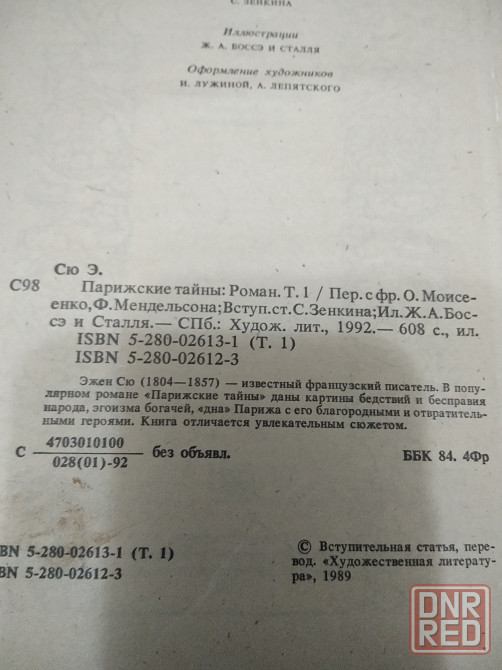 С. ЗЕНКИНА
Иллюстрации
Ж. А. БОССЭ И СТАЛЯ
Оформление художников
И. ЛУЖИНОЙ, А. ЛЕПЯТСКОГО
Сю Э.
С98 Парижские тайны: Роман. Т. 1 / Пер. с фр. О. Моисе-
енко, Ф. Мендельсона; Вступ. ст. С. Зенкина; Ил. Ж. А. Бос-
сэ и Сталля. — СПб.: Худож. лит., 1992. — 608 с., ил.
ISBN 5-280-02613-1 (Т. 1)
ISBN 5-280-02612-3
Эжен Сю (1804—1857) — известный французский писатель. В попу-
лярном романе «Парижские тайны» даны картины бедствий и бесправия
народа, эгоизма богачей, «дна» Парижа с его благородными и отвратитель-
ными героями. Книга отличается увлекательным сюжетом.
С 4703010100
028(01)-92 без объявл.
ББК 84. 4Фр
BN 5-280-02613-1 (Т. 1)
BN 5-280-02612-3
© Вступительная статья, пере-
вод. «Художественная литерату-
ра», 1989
DNR
RED